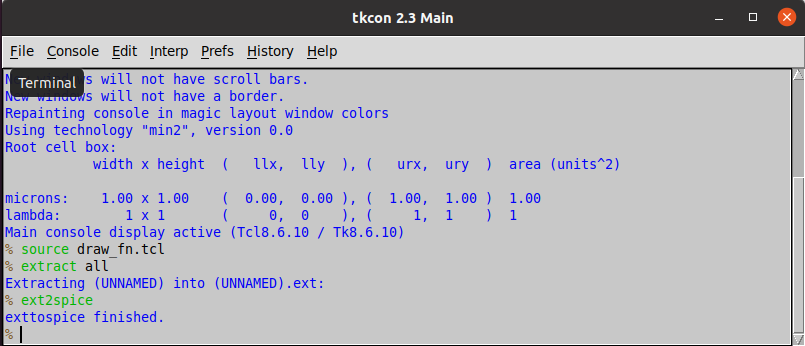 tkcon 2.3 Main
File Console Edit Interp Prefs History Help
Terminal
will not have scroll bars.
New windows will not have a border.
Repainting console in magic layout window colors
Using technology "min2", version 0.0
Root cell box:
width x height ( llx, lly ), ( urx, ury ) area (units^2)
microns: 1.00 x 1.00 ( 0.00, 0.00 ), ( 1.00, 1.00 ) 1.00
lambda: 1 x 1 ( 0, 0 ), ( 1, 1 ) 1
Main console display active (Tcl8.6.10 / Tk8.6.10)
% source draw_fn.tcl
% extract all
Extracting (UNNAMED) into (UNNAMED).ext:
% ext2spice
exttospice finished.
%